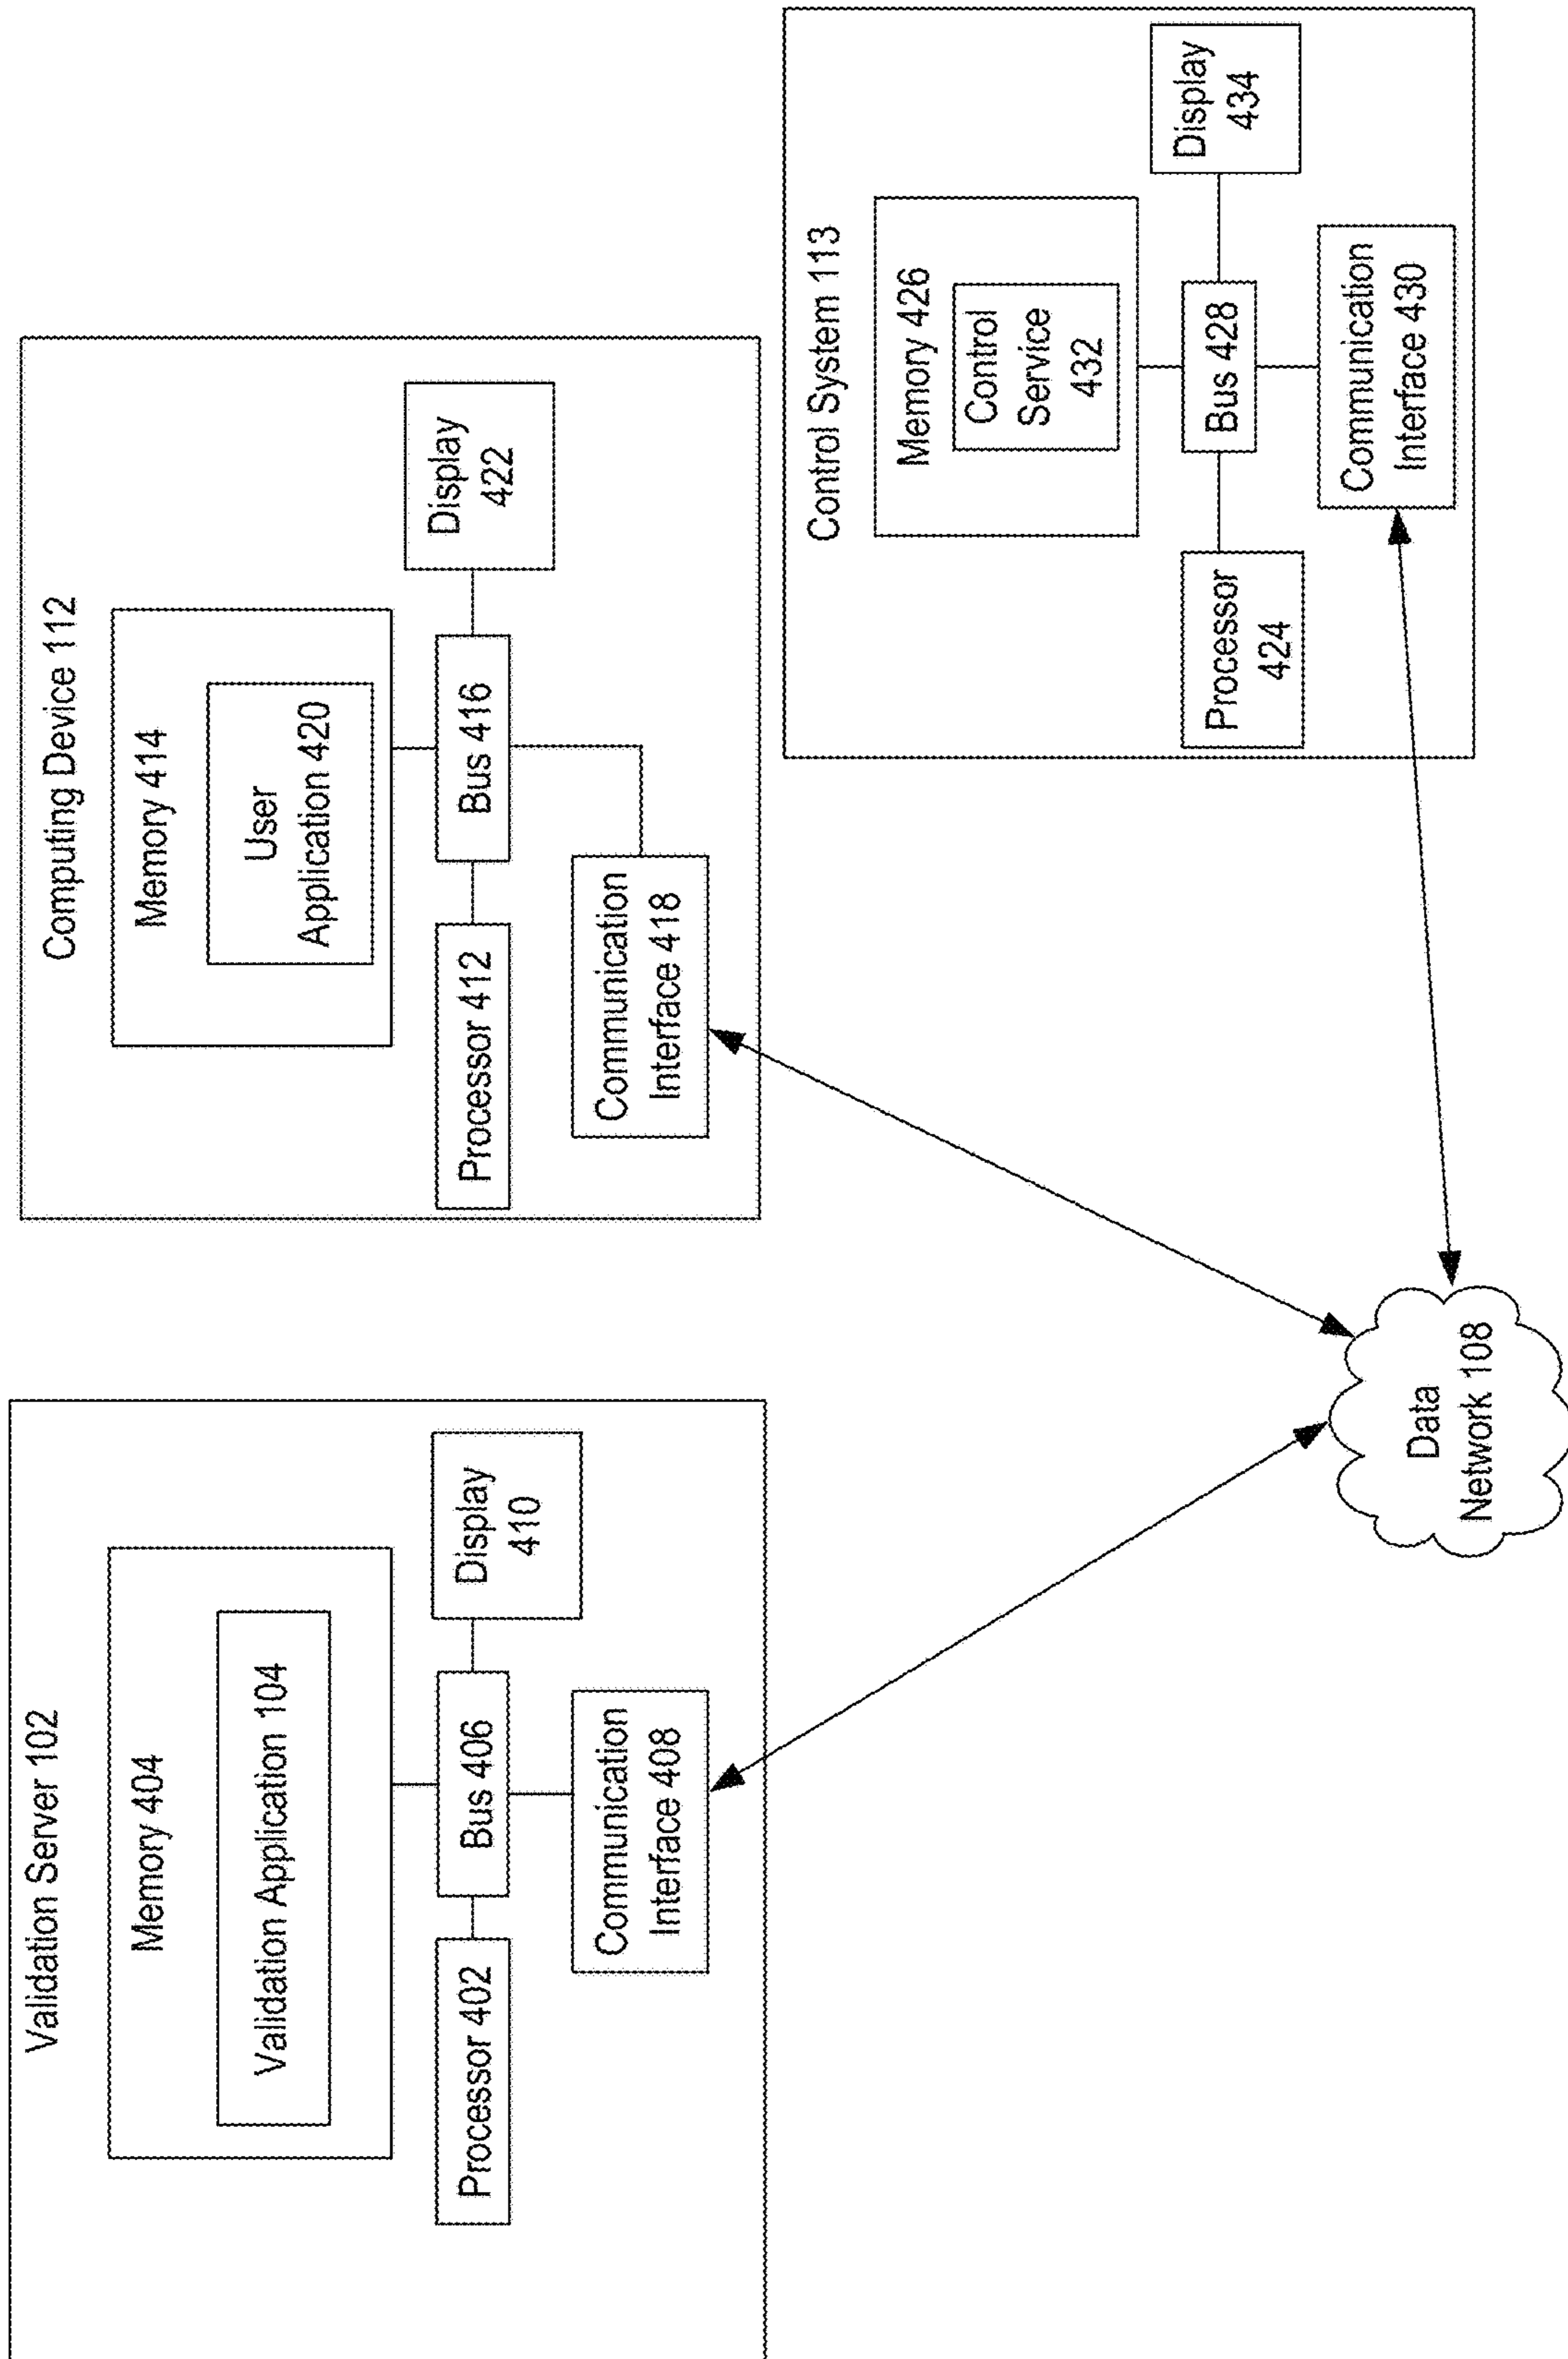 Validation Server 102
Memory 404
Validation Application 104
Processor 402
Bus 406
Display
410
Communication
Interface 408
Computing Device 112
Memory 414
User
Application 420
Processor 412
Bus 416
Display
422
Communication
Interface 418
Control System 113
Memory 426
Control
Service
432
Processor
424
Bus 428
Display
434
Communication
Interface 430
Data
Network 108